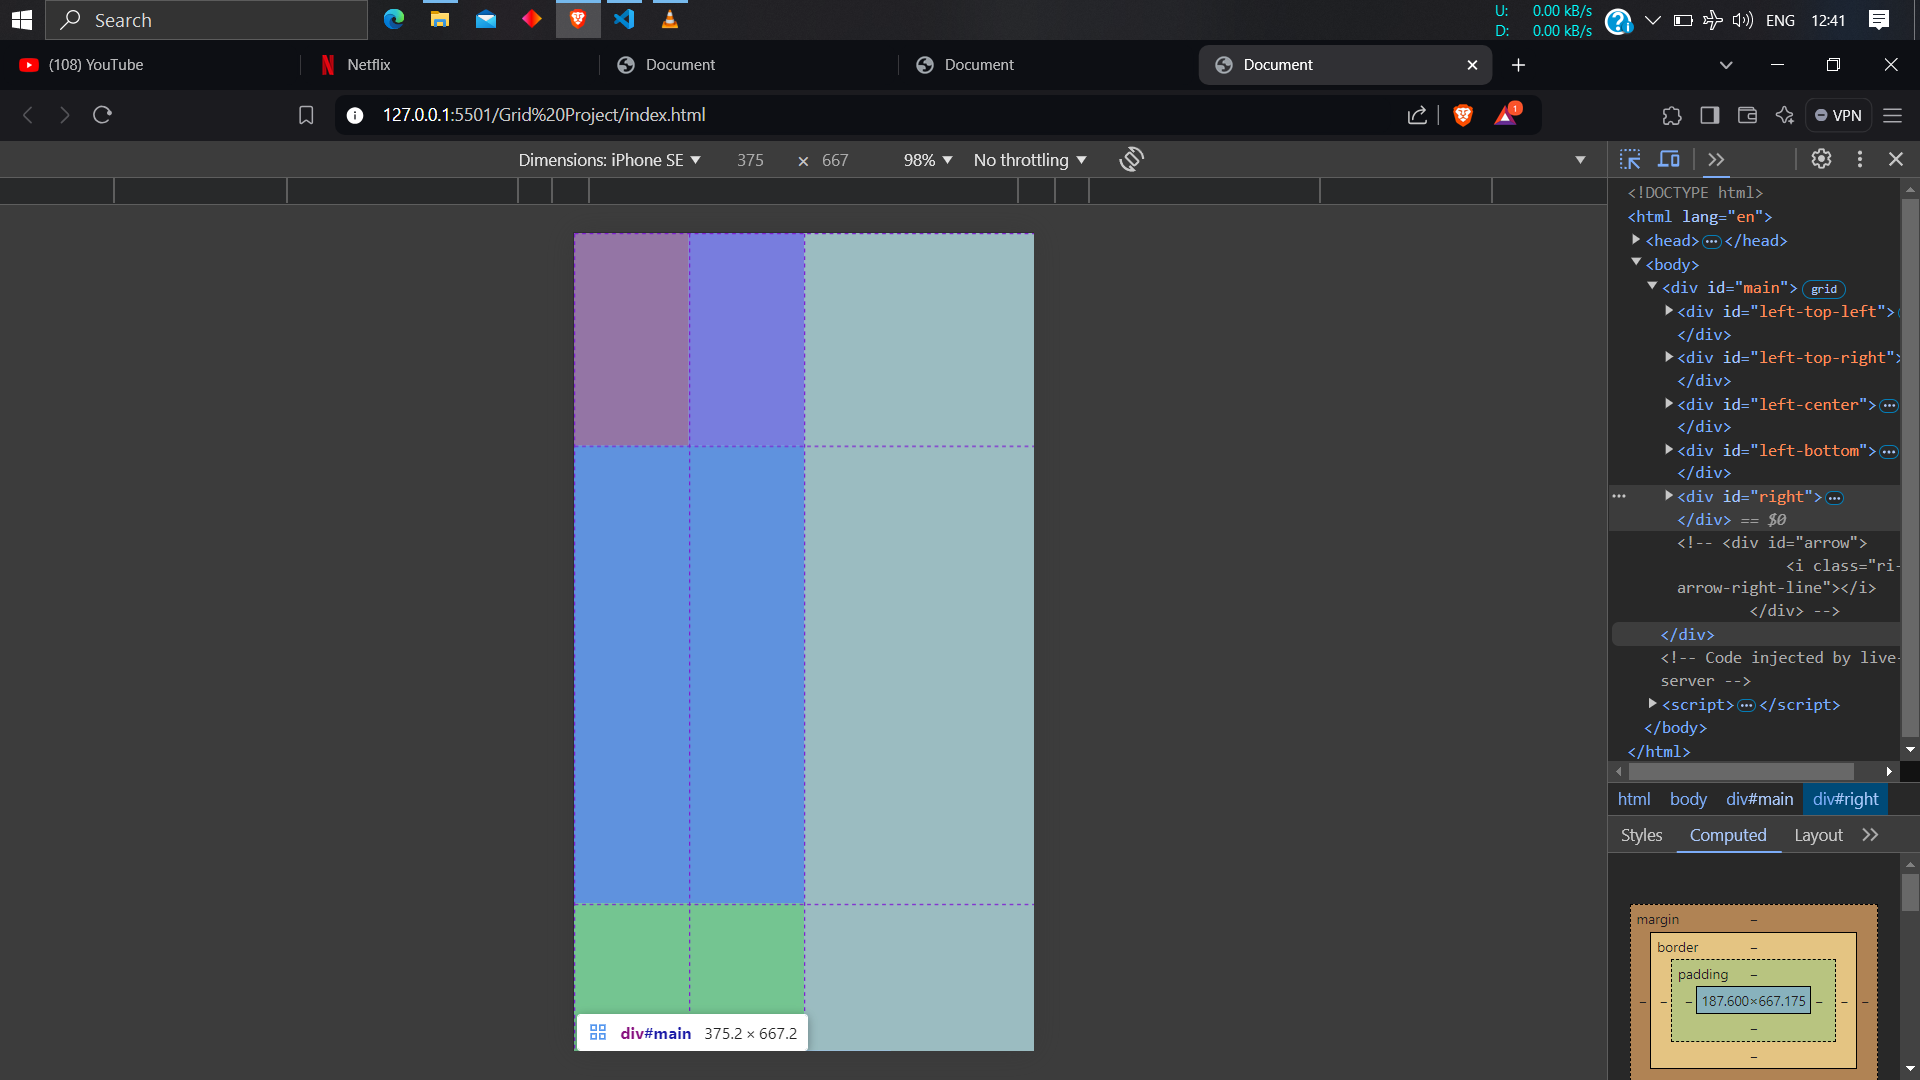 Search
U: 0.00 kB/s
D: 0.00 kB/s
ENG
12:41
(108) YouTube
Netflix
Document
Document
Document
127.0.0.1:5501/Grid%20Project/index.html
1
VPN
Dimensions: iPhone SE
375
×
667
98%
No throttling
<!DOCTYPE html>
<html lang="en">
<head> ••• </head>
<body>
<div id="main"> grid
<div id="left-top-left">
</div>
<div id="left-top-right">
</div>
<div id="left-center"> •••
</div>
<div id="left-bottom"> •••
</div>
••• <div id="right"> •••
</div> == $0
<!-- <div id="arrow">
<i class="ri-
arrow-right-line"></i>
</div> -->
</div>
<!-- Code injected by live-
server -->
<script> ••• </script>
</body>
</html>
html body div#main div#right
Styles Computed Layout
margin –
border –
padding –
– – – 187.600×667.175 – – –
–
–
div#main 375.2 × 667.2